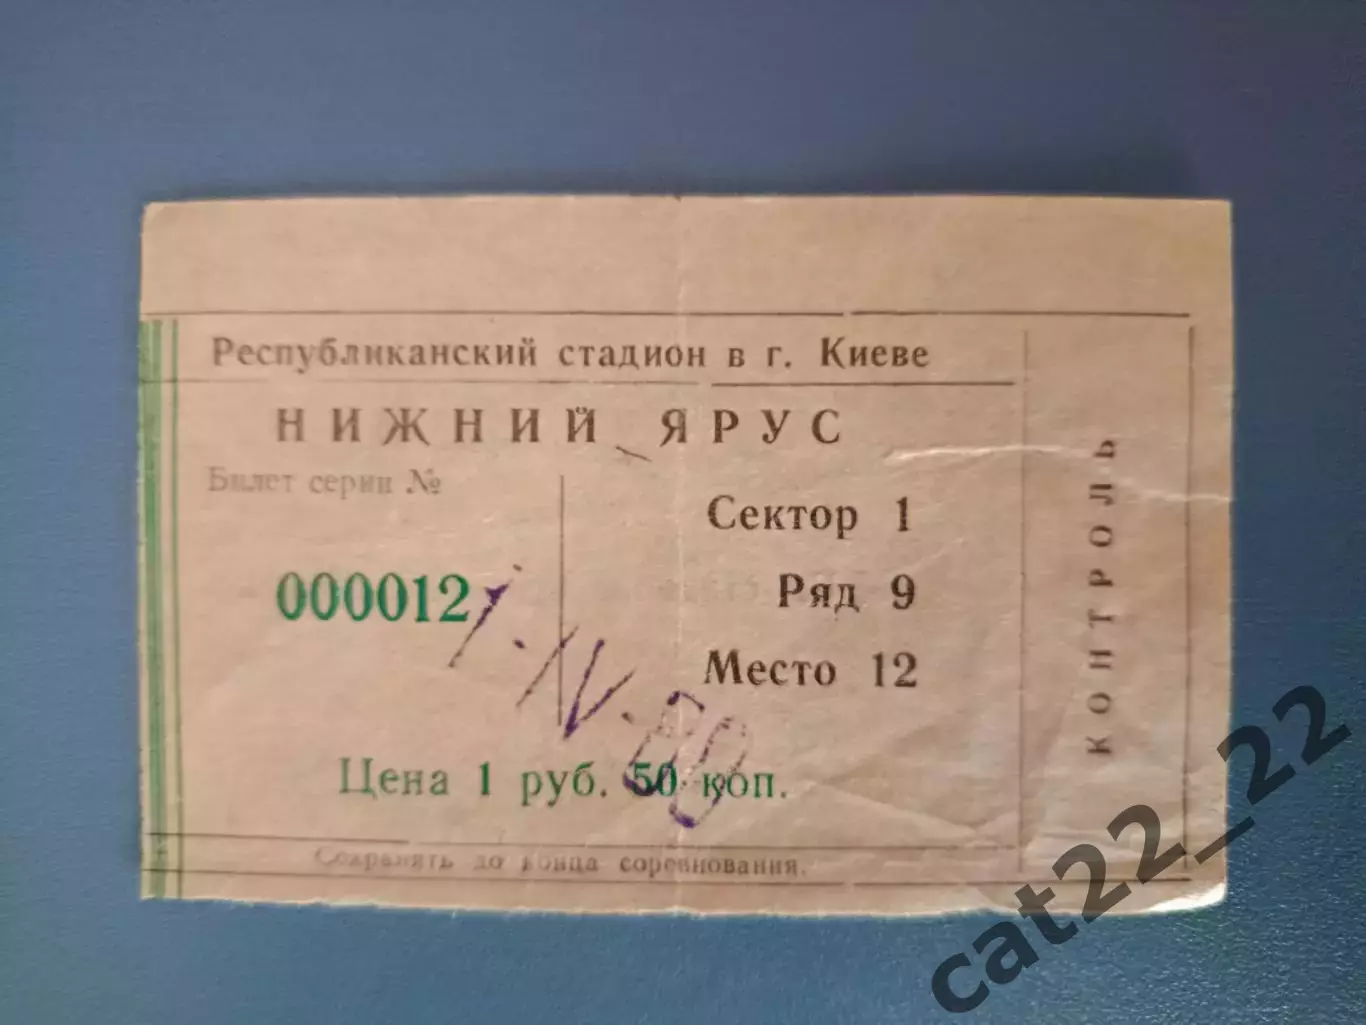 Республиканский стадион в г. Киеве
НИЖНИЙ ЯРУС
Билет серии №
000012
Сектор 1
Ряд 9
Место 12
Цена 1 руб. 50 коп.
Сохранять до конца соревнования.
КОНТРОЛЬ
cat22_22